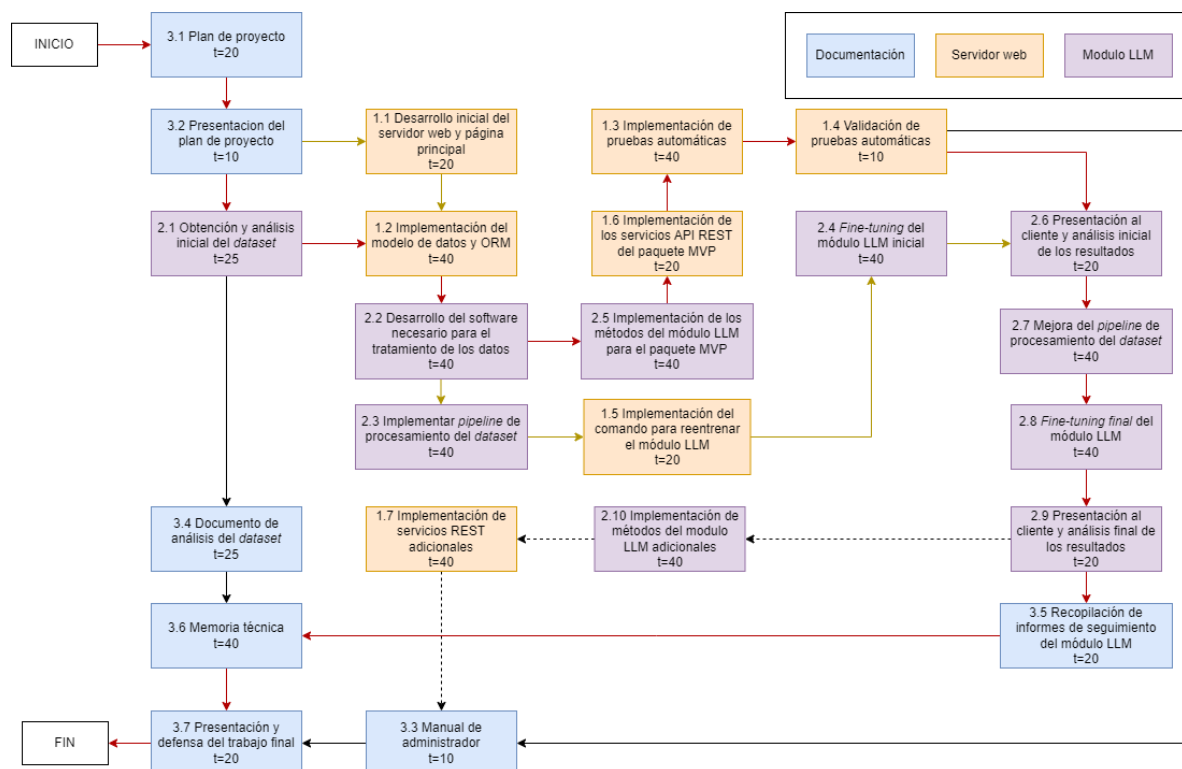 INICIO
3.1 Plan de proyecto
t=20
Documentación
Servidor web
Modulo LLM
3.2 Presentacion del
plan de proyecto
t=10
1.1 Desarrollo inicial del
servidor web y página
principal
t=20
1.3 Implementación de
pruebas automáticas
t=40
1.4 Validación de
pruebas automáticas
t=10
2.1 Obtención y análisis
inicial del dataset
t=25
1.2 Implementación del
modelo de datos y ORM
t=40
1.6 Implementación de
los servicios API REST
del paquete MVP
t=20
2.4 Fine-tuning del
módulo LLM inicial
t=40
2.6 Presentación al
cliente y análisis inicial
de los resultados
t=20
2.2 Desarrollo del software
necesario para el
tratamiento de los datos
t=40
2.5 Implementación de los
métodos del módulo LLM
para el paquete MVP
t=40
2.7 Mejora del pipeline de
procesamiento del dataset
t=40
2.3 Implementar pipeline de
procesamiento del dataset
t=40
1.5 Implementación del
comando para reentrenar
el módulo LLM
t=20
2.8 Fine-tuning final del
módulo LLM
t=40
3.4 Documento de
análisis del dataset
t=25
1.7 Implementación de
servicios REST
adicionales
t=40
2.10 Implementación de
métodos del modulo
LLM adicionales
t=40
2.9 Presentación al
cliente y análisis final de
los resultados
t=20
3.6 Memoria técnica
t=40
3.5 Recopilación de
informes de seguimiento
del módulo LLM
t=20
FIN
3.7 Presentación y
defensa del trabajo final
t=20
3.3 Manual de
administrador
t=10